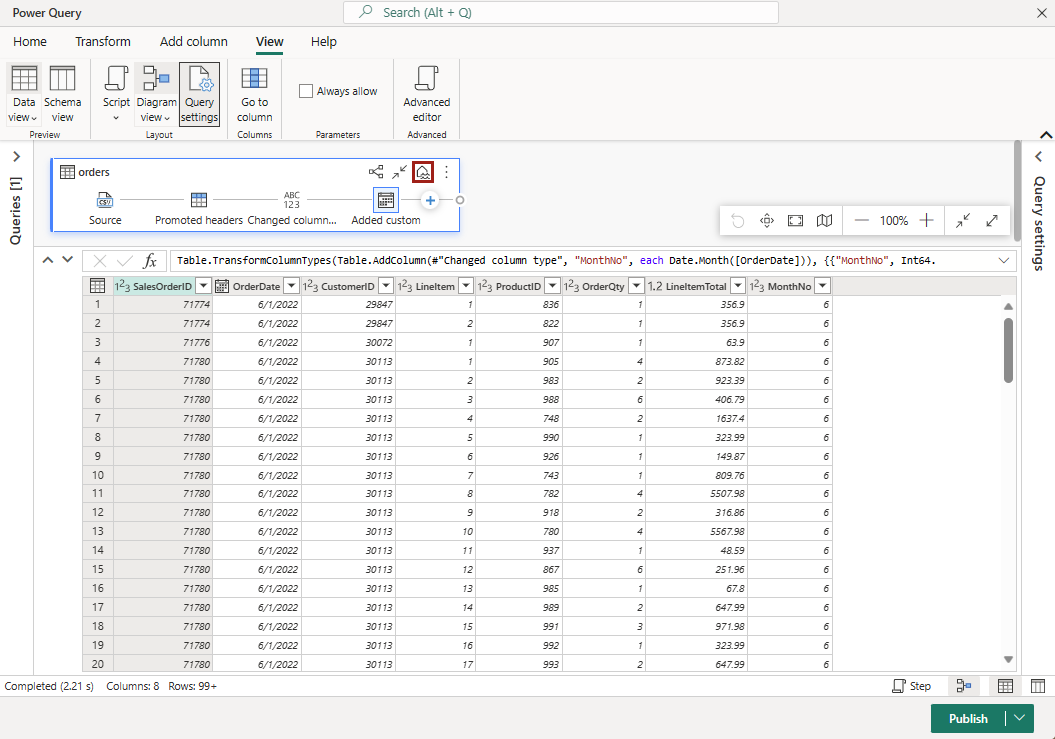 Power Query
Search (Alt + Q)
Home Transform Add column View Help
Data view Schema view Script Diagram view Query settings Go to column Always allow Advanced editor
Preview Layout Columns Parameters Advanced
Queries [1]
orders
ABC
123
Source Promoted headers Changed column... Added custom
100%
Query settings
fx Table.TransformColumnTypes(Table.AddColumn(#"Changed column type", "MonthNo", each Date.Month([OrderDate])), {{"MonthNo", Int64.
1²3 SalesOrderID OrderDate 1²3 CustomerID 1²3 LineItem 1²3 ProductID 1²3 OrderQty 1.2 LineItemTotal 1²3 MonthNo
1 71774 6/1/2022 29847 1 836 1 356.9 6
2 71774 6/1/2022 29847 2 822 1 356.9 6
3 71776 6/1/2022 30072 1 907 1 63.9 6
4 71780 6/1/2022 30113 1 905 4 873.82 6
5 71780 6/1/2022 30113 2 983 2 923.39 6
6 71780 6/1/2022 30113 3 988 6 406.79 6
7 71780 6/1/2022 30113 4 748 2 1637.4 6
8 71780 6/1/2022 30113 5 990 1 323.99 6
9 71780 6/1/2022 30113 6 926 1 149.87 6
10 71780 6/1/2022 30113 7 743 1 809.76 6
11 71780 6/1/2022 30113 8 782 4 5507.98 6
12 71780 6/1/2022 30113 9 918 2 316.86 6
13 71780 6/1/2022 30113 10 780 4 5567.98 6
14 71780 6/1/2022 30113 11 937 1 48.59 6
15 71780 6/1/2022 30113 12 867 6 251.96 6
16 71780 6/1/2022 30113 13 985 1 67.8 6
17 71780 6/1/2022 30113 14 989 2 647.99 6
18 71780 6/1/2022 30113 15 991 3 971.98 6
19 71780 6/1/2022 30113 16 992 1 323.99 6
20 71780 6/1/2022 30113 17 993 2 647.99 6
Completed (2.21 s) Columns: 8 Rows: 99+ Step
Publish